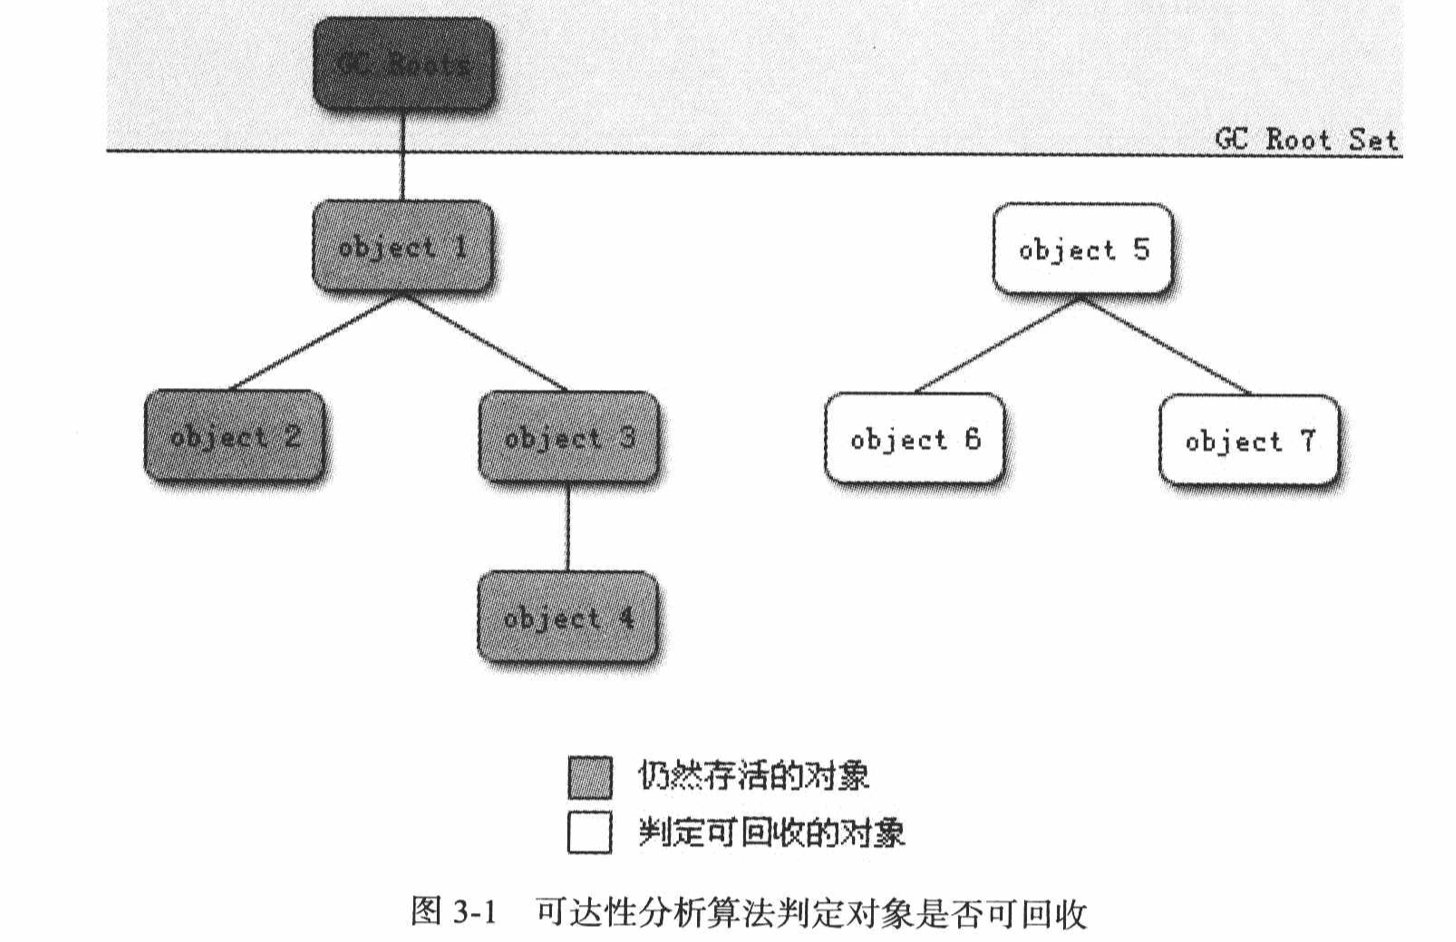 GC Roots
GC Root Set
object 1
object 5
object 2
object 3
object 6
object 7
object 4
仍然存活的对象
判定可回收的对象
图 3-1 可达性分析算法判定对象是否可回收